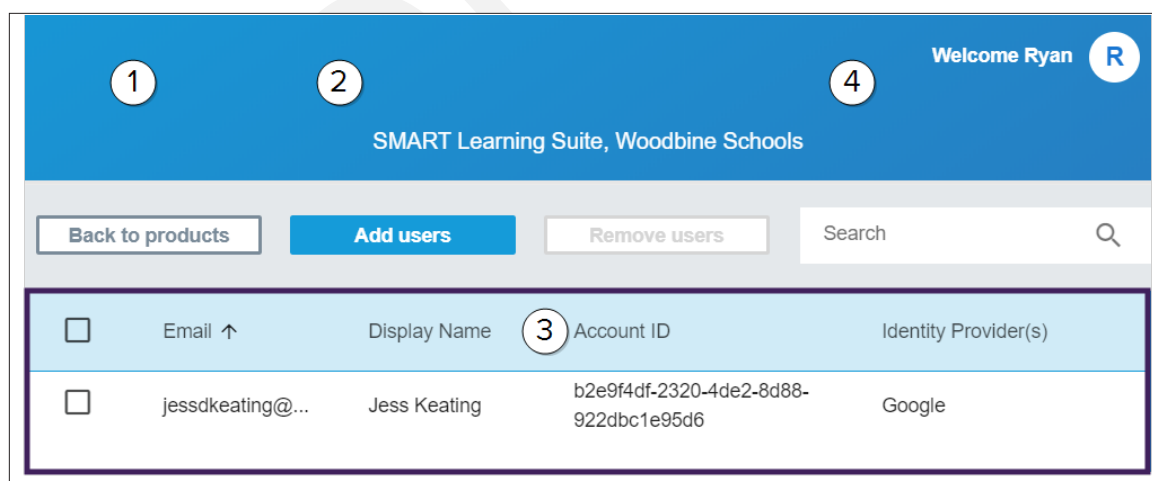 Welcome Ryan R
1 2 4
SMART Learning Suite, Woodbine Schools
Back to products Add users Remove users Search
Email ↑ Display Name 3 Account ID Identity Provider(s)
jessdkeating@... Jess Keating b2e9f4df-2320-4de2-8d88-
922dbc1e95d6 Google